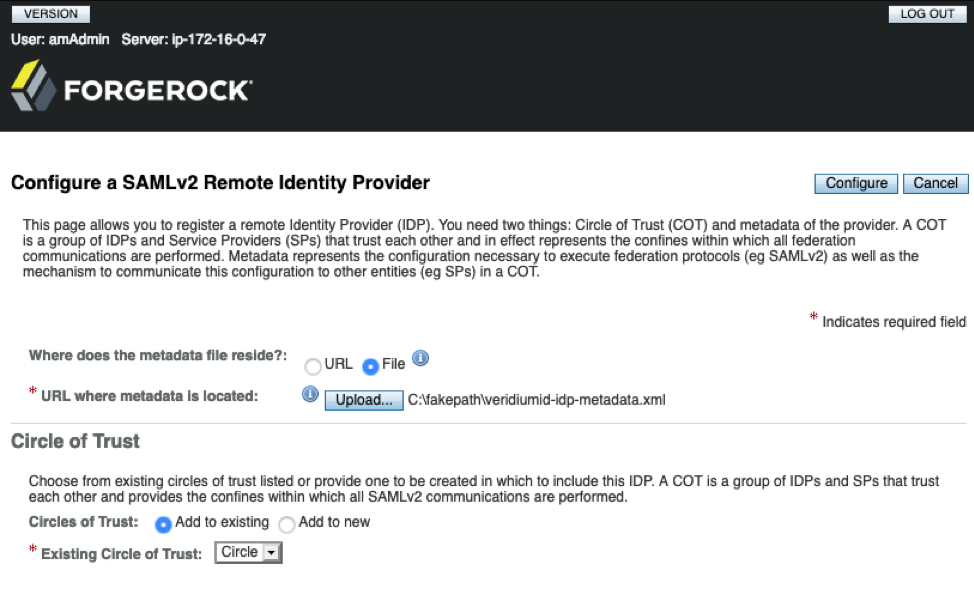 VERSION LOG OUT
User: amAdmin Server: ip-172-16-0-47
FORGEROCK
Configure a SAMLv2 Remote Identity Provider Configure Cancel
This page allows you to register a remote Identity Provider (IDP). You need two things: Circle of Trust (COT) and metadata of the provider. A COT
is a group of IDPs and Service Providers (SPs) that trust each other and in effect represents the confines within which all federation
communications are performed. Metadata represents the configuration necessary to execute federation protocols (eg SAMLv2) as well as the
mechanism to communicate this configuration to other entities (eg SPs) in a COT.
* Indicates required field
Where does the metadata file reside?: URL File
* URL where metadata is located: Upload... C:\fakepath\veridiumid-idp-metadata.xml
Circle of Trust
Choose from existing circles of trust listed or provide one to be created in which to include this IDP. A COT is a group of IDPs and SPs that trust
each other and provides the confines within which all SAMLv2 communications are performed.
Circles of Trust: Add to existing Add to new
* Existing Circle of Trust: Circle